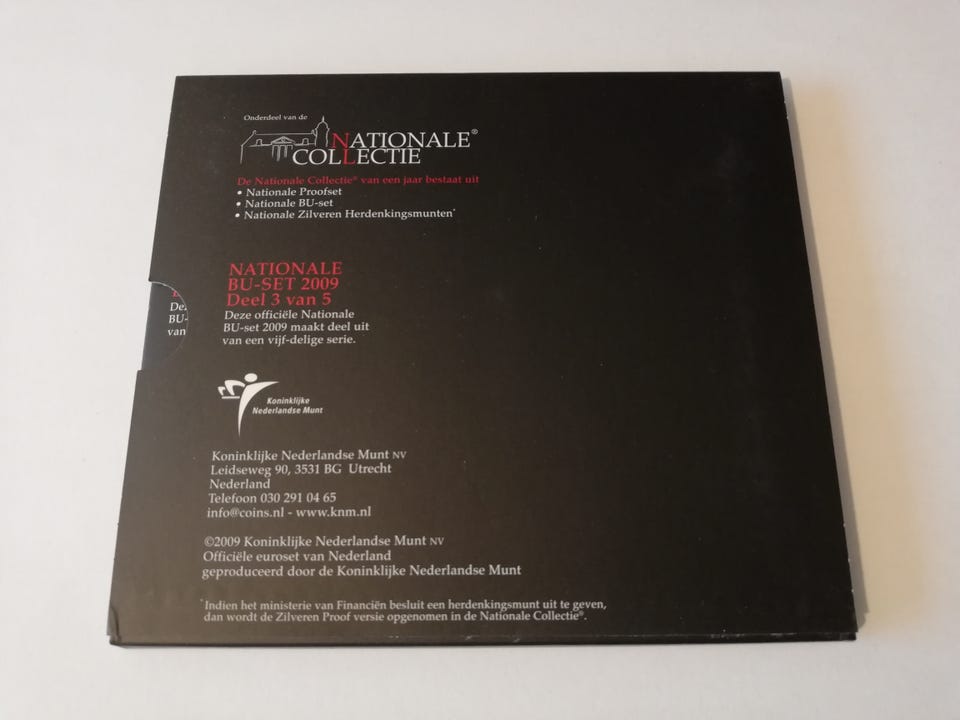 Onderdeel van de
NATIONALE®
COLLECTIE
De Nationale Collectie® van een jaar bestaat uit
• Nationale Proofset
• Nationale BU-set
• Nationale Zilveren Herdenkingsmunten*
NATIONALE
BU-SET 2009
Deel 3 van 5
Deze officiële Nationale
BU-set 2009 maakt deel uit
van een vijf-delige serie.
De
BU-
van
Koninklijke
Nederlandse Munt
Koninklijke Nederlandse Munt NV
Leidseweg 90, 3531 BG Utrecht
Nederland
Telefoon 030 291 04 65
info@coins.nl - www.knm.nl
©2009 Koninklijke Nederlandse Munt NV
Officiële euroset van Nederland
geproduceerd door de Koninklijke Nederlandse Munt
*Indien het ministerie van Financiën besluit een herdenkingsmunt uit te geven,
dan wordt de Zilveren Proof versie opgenomen in de Nationale Collectie®.